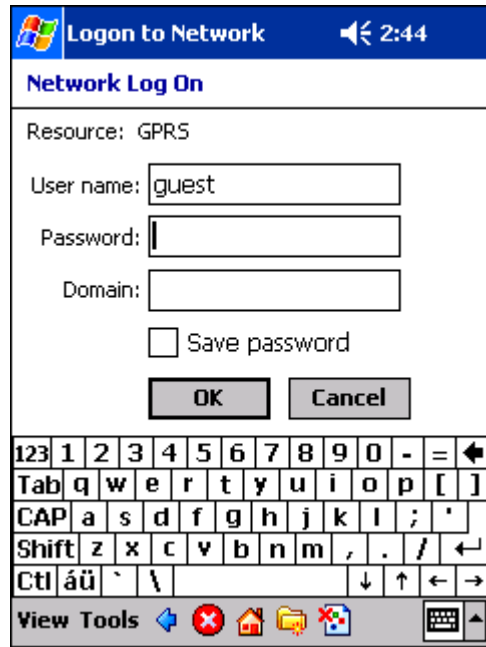 Logon to Network 2:44
Network Log On
Resource: GPRS
User name: guest
Password:
Domain:
Save password
OK Cancel
123 1 2 3 4 5 6 7 8 9 0 - = 🡄
Tab q w e r t y u i o p [ ]
CAP a s d f g h j k l ; '
Shift z x c v b n m , . / ↵
Ctl áü ` \ ↓ ↑ ← →
View Tools